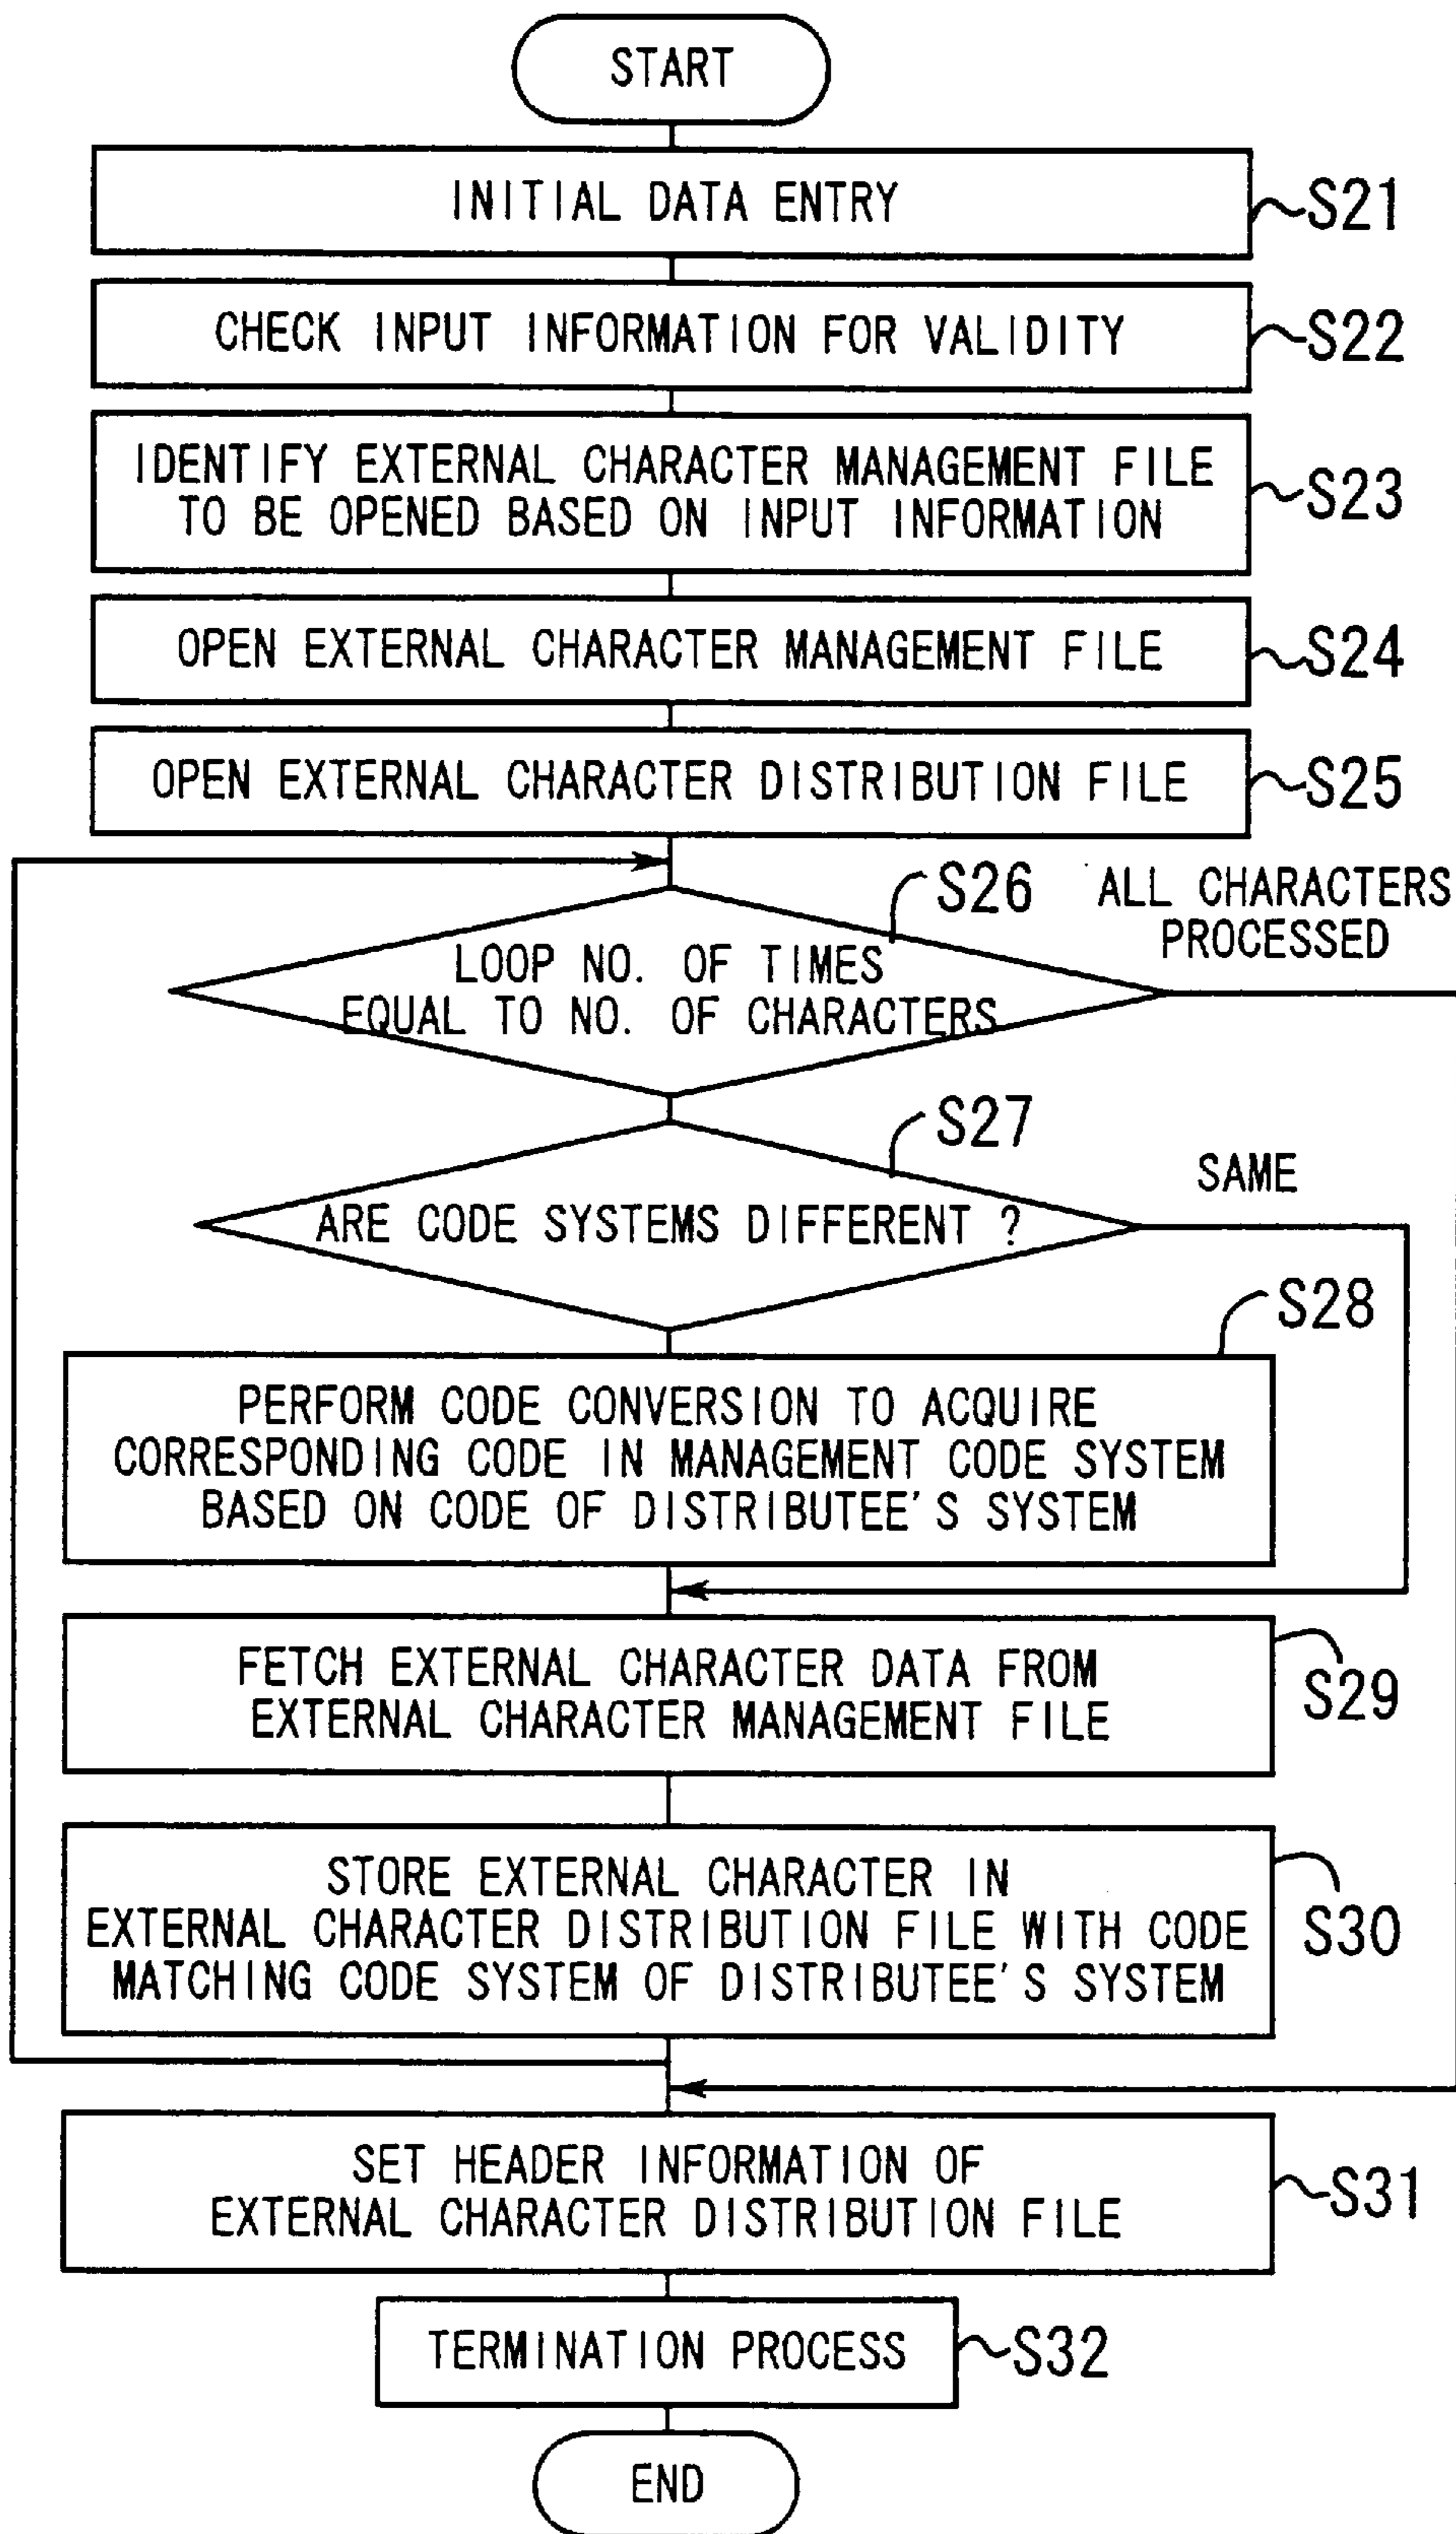 START
INITIAL DATA ENTRY
S21
CHECK INPUT INFORMATION FOR VALIDITY
S22
IDENTIFY EXTERNAL CHARACTER MANAGEMENT FILE
TO BE OPENED BASED ON INPUT INFORMATION
S23
OPEN EXTERNAL CHARACTER MANAGEMENT FILE
S24
OPEN EXTERNAL CHARACTER DISTRIBUTION FILE
S25
S26
ALL CHARACTERS
PROCESSED
LOOP NO. OF TIMES
EQUAL TO NO. OF CHARACTERS
S27
SAME
ARE CODE SYSTEMS DIFFERENT ?
S28
PERFORM CODE CONVERSION TO ACQUIRE
CORRESPONDING CODE IN MANAGEMENT CODE SYSTEM
BASED ON CODE OF DISTRIBUTEE'S SYSTEM
FETCH EXTERNAL CHARACTER DATA FROM
EXTERNAL CHARACTER MANAGEMENT FILE
S29
STORE EXTERNAL CHARACTER IN
EXTERNAL CHARACTER DISTRIBUTION FILE WITH CODE
MATCHING CODE SYSTEM OF DISTRIBUTEE'S SYSTEM
S30
SET HEADER INFORMATION OF
EXTERNAL CHARACTER DISTRIBUTION FILE
S31
TERMINATION PROCESS
S32
END